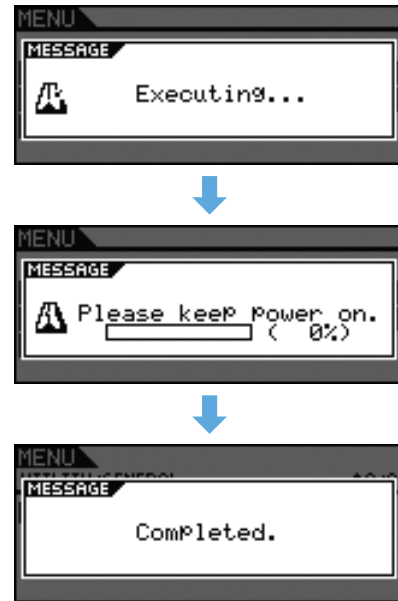 MENU
MESSAGE
Executing...
MENU
MESSAGE
Please keep power on.
( 0%)
MENU
MESSAGE
Completed.